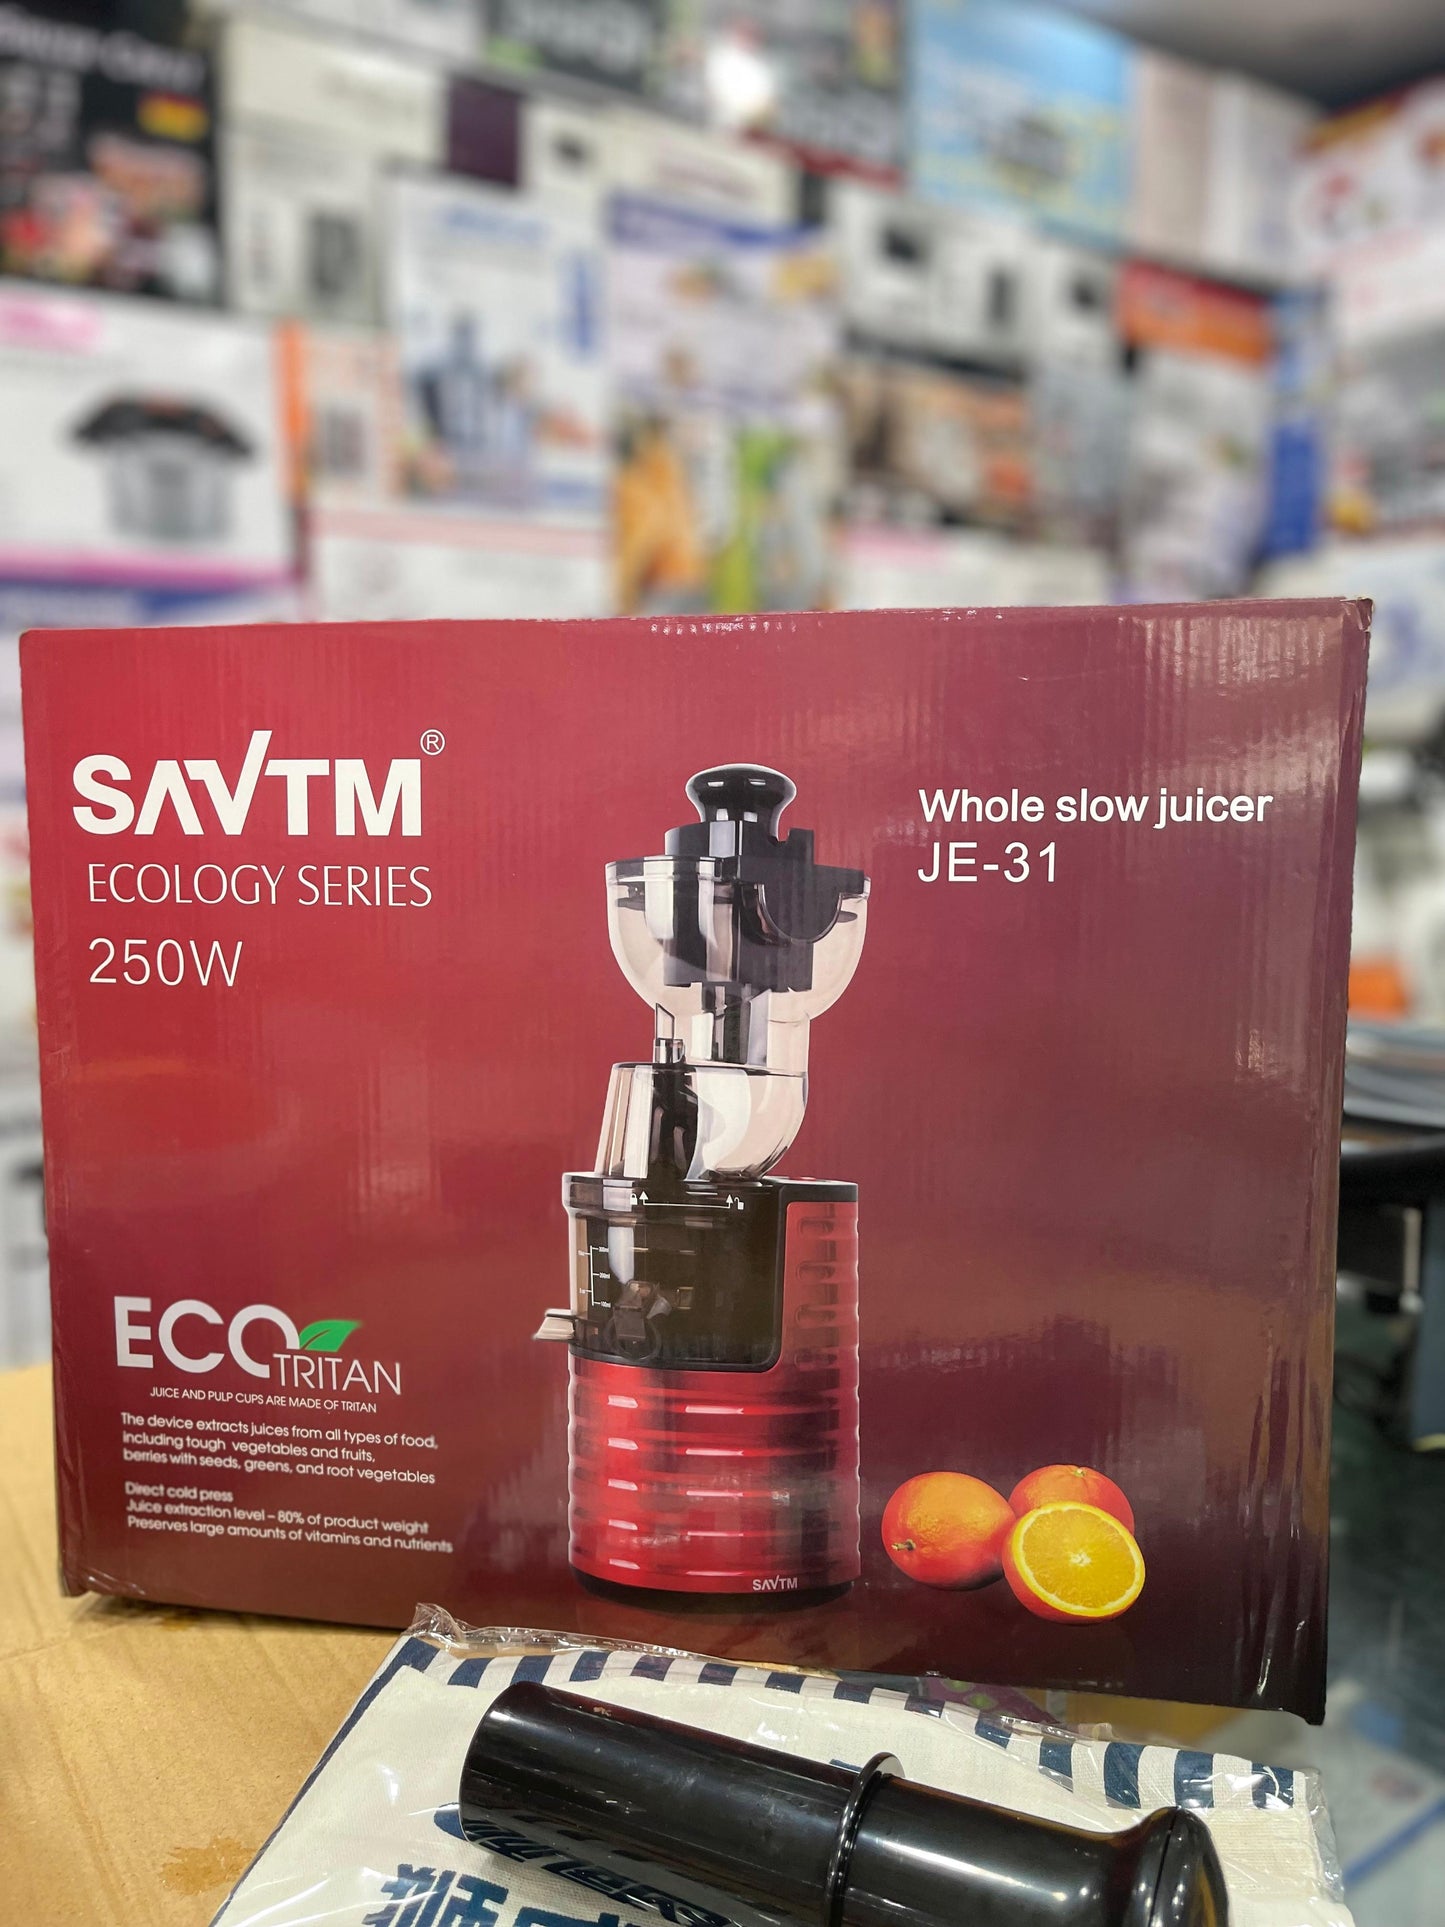 SAVTM®
ECOLOGY SERIES
250W
Whole slow juicer
JE-31
300ml
200ml
100ml
ECO
TRITAN
JUICE AND PULP CUPS ARE MADE OF TRITAN
The device extracts juices from all types of food,
including tough vegetables and fruits,
berries with seeds, greens, and root vegetables
Direct cold press
Juice extraction level – 80% of product weight
Preserves large amounts of vitamins and nutrients
SAVTM